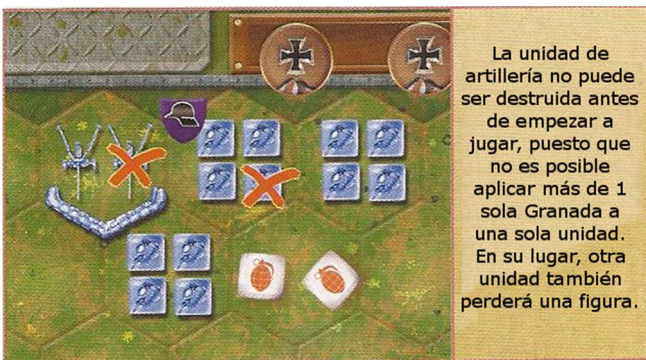 La unidad de
artillería no puede
ser destruida antes
de empezar a
jugar, puesto que
no es posible
aplicar más de 1
sola Granada a
una sola unidad.
En su lugar, otra
unidad también
perderá una figura.